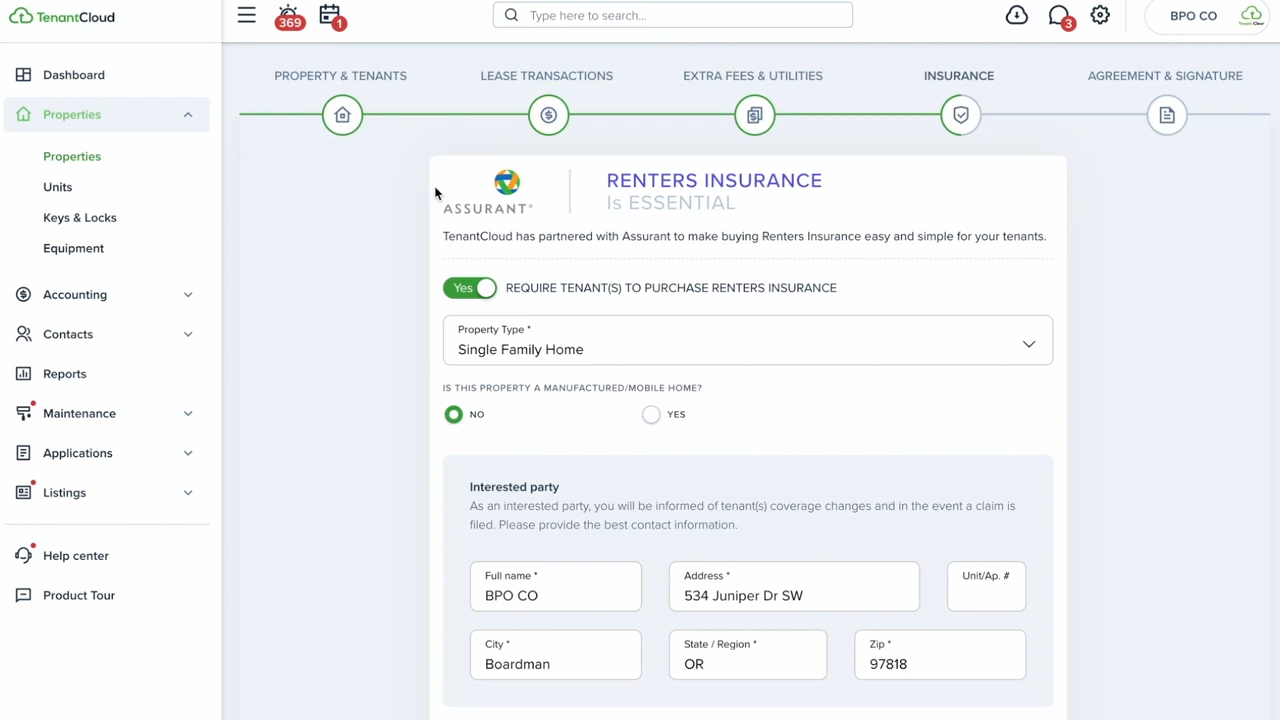 TenantCloud
369
1
Type here to search...
3
BPO CO
Tenant Cloud
Dashboard
Properties
Properties
Units
Keys & Locks
Equipment
Accounting
Contacts
Reports
Maintenance
Applications
Listings
Help center
Product Tour
PROPERTY & TENANTS
LEASE TRANSACTIONS
EXTRA FEES & UTILITIES
INSURANCE
AGREEMENT & SIGNATURE
ASSURANT®
RENTERS INSURANCE
Is ESSENTIAL
TenantCloud has partnered with Assurant to make buying Renters Insurance easy and simple for your tenants.
Yes REQUIRE TENANT(S) TO PURCHASE RENTERS INSURANCE
Property Type *
Single Family Home
IS THIS PROPERTY A MANUFACTURED/MOBILE HOME?
NO YES
Interested party
As an interested party, you will be informed of tenant(s) coverage changes and in the event a claim is
filed. Please provide the best contact information.
Full name * Address * Unit/Ap. #
BPO CO 534 Juniper Dr SW
City * State / Region * Zip *
Boardman OR 97818